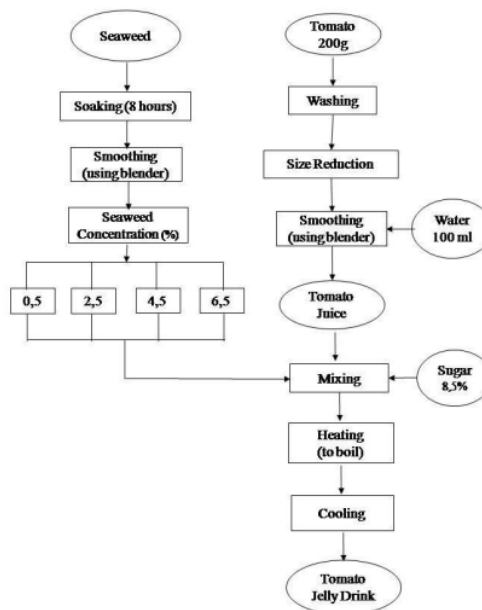 Seaweed
Soaking (8 hours)
Smoothing
(using blender)
Seaweed
Concentration (%)
0,5
2,5
4,5
6,5
Tomato
200g
Washing
Size Reduction
Smoothing
(using blender)
Water
100 ml
Tomato
Juice
Mixing
Sugar
8,5%
Heating
(to boil)
Cooling
Tomato
Jelly Drink